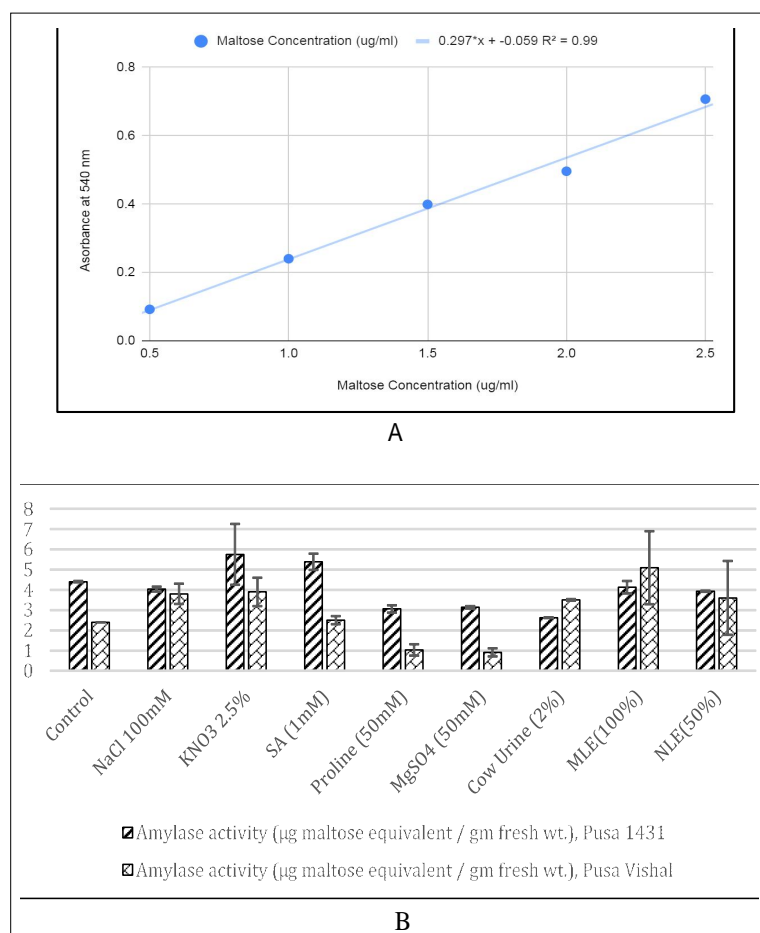 Maltose Concentration (ug/ml) 0.297*x + -0.059 R² = 0.99
0.8
0.6
0.4
0.2
0.0
Asorbance at 540 nm
0.5 1.0 1.5 2.0 2.5
Maltose Concentration (ug/ml)
A
8
7
6
5
4
3
2
1
0
Control
NaCl 100mM
KNO3 2.5%
SA (1mM)
Proline (50mM)
MgSO4 (50mM)
Cow Urine (2%)
MLE(100%)
NLE(50%)
Amylase activity (µg maltose equivalent / gm fresh wt.), Pusa 1431
Amylase activity (µg maltose equivalent / gm fresh wt.), Pusa Vishal
B